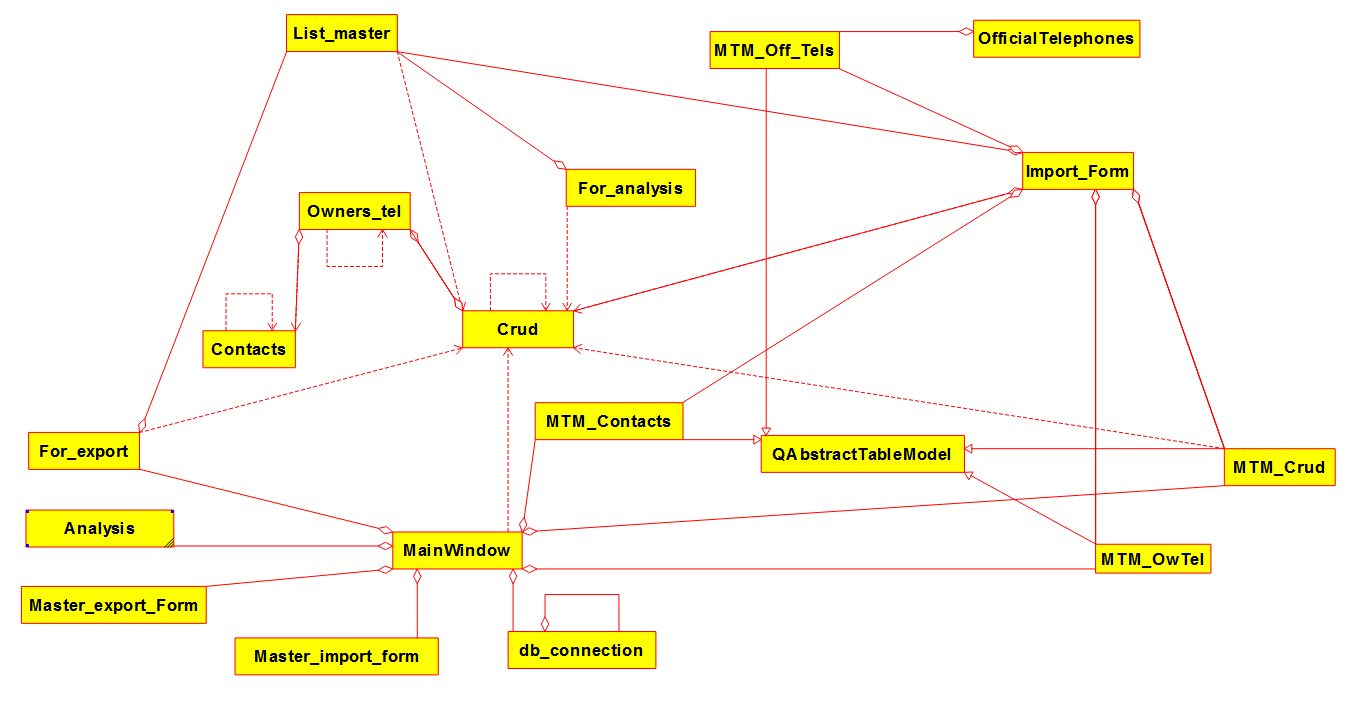 List_master
MTM_Off_Tels
OfficialTelephones
Import_Form
For_analysis
Owners_tel
Crud
Contacts
MTM_Contacts
For_export
QAbstractTableModel
MTM_Crud
Analysis
MainWindow
MTM_OwTel
Master_export_Form
db_connection
Master_import_form